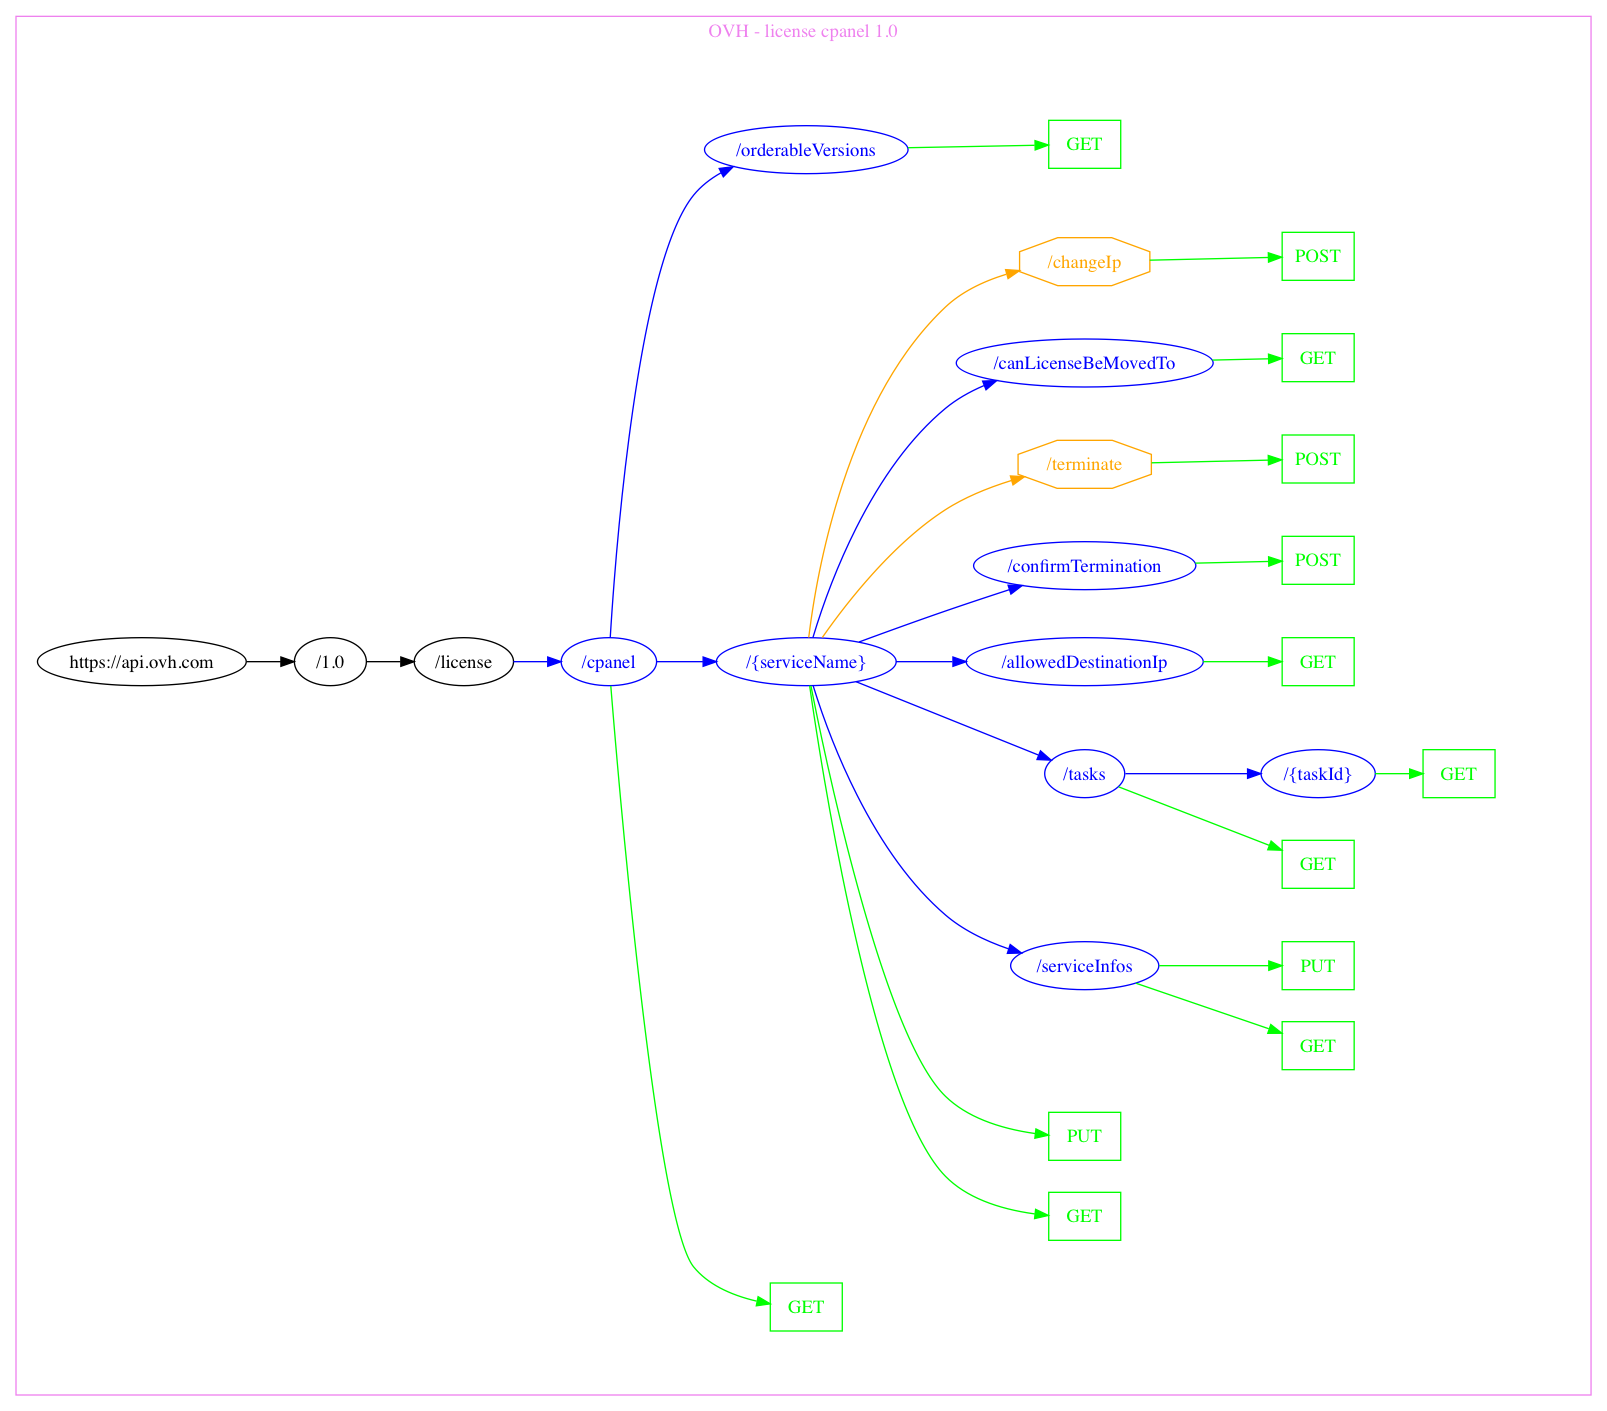 OVH - license cpanel 1.0
/orderableVersions
GET
/changeIp
POST
/canLicenseBeMovedTo
GET
/terminate
POST
/confirmTermination
POST
https://api.ovh.com
/1.0
/license
/cpanel
/{serviceName}
/allowedDestinationIp
GET
/tasks
/{taskId}
GET
GET
/serviceInfos
PUT
GET
PUT
GET
GET